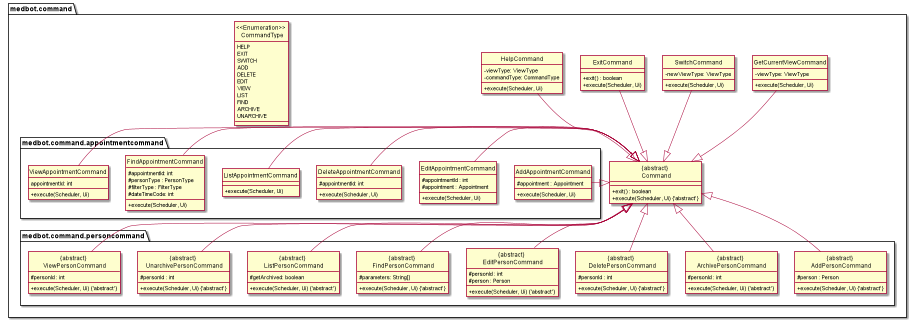 medbot.command
<<Enumeration>>
CommandType
HELP
EXIT
SWITCH
ADD
DELETE
EDIT
VIEW
LIST
FIND
ARCHIVE
UNARCHIVE
HelpCommand
-viewType: ViewType
-commandType: CommandType
+execute(Scheduler, Ui)
ExitCommand
+exit() : boolean
+execute(Scheduler, Ui)
SwitchCommand
-newViewType: ViewType
+execute(Scheduler, Ui)
GetCurrentViewCommand
-viewType: ViewType
+execute(Scheduler, Ui)
medbot.command.appointmentcommand
ViewAppointmentCommand
appointmentId: int
+execute(Scheduler, Ui)
FindAppointmentCommand
#appointmentId: int
#personType : PersonType
#filterType : FilterType
#dateTimeCode: int
+execute(Scheduler, Ui)
ListAppointmentCommand
+execute(Scheduler, Ui)
DeleteAppointmentCommand
#appointmentId: int
+execute(Scheduler, Ui)
EditAppointmentCommand
#appointmentId : int
#appointment : Appointment
+execute(Scheduler, Ui)
AddAppointmentCommand
#appointment : Appointment
+execute(Scheduler, Ui)
{abstract}
Command
+exit() : boolean
+execute(Scheduler, Ui) {'abstract'}
medbot.command.personcommand
{abstract}
ViewPersonCommand
#personId : int
+execute(Scheduler, Ui) {'abstract'}
{abstract}
UnarchivePersonCommand
#personId : int
+execute(Scheduler, Ui) {'abstract'}
{abstract}
ListPersonCommand
#getArchived: boolean
+execute(Scheduler, Ui) {'abstract'}
{abstract}
FindPersonCommand
#parameters: String[]
+execute(Scheduler, Ui) {'abstract'}
{abstract}
EditPersonCommand
#personId: int
#person : Person
+execute(Scheduler, Ui) {'abstract'}
{abstract}
DeletePersonCommand
#personId : int
+execute(Scheduler, Ui) {'abstract'}
{abstract}
ArchivePersonCommand
#personId : int
+execute(Scheduler, Ui) {'abstract'}
{abstract}
AddPersonCommand
#person : Person
+execute(Scheduler, Ui) {'abstract'}